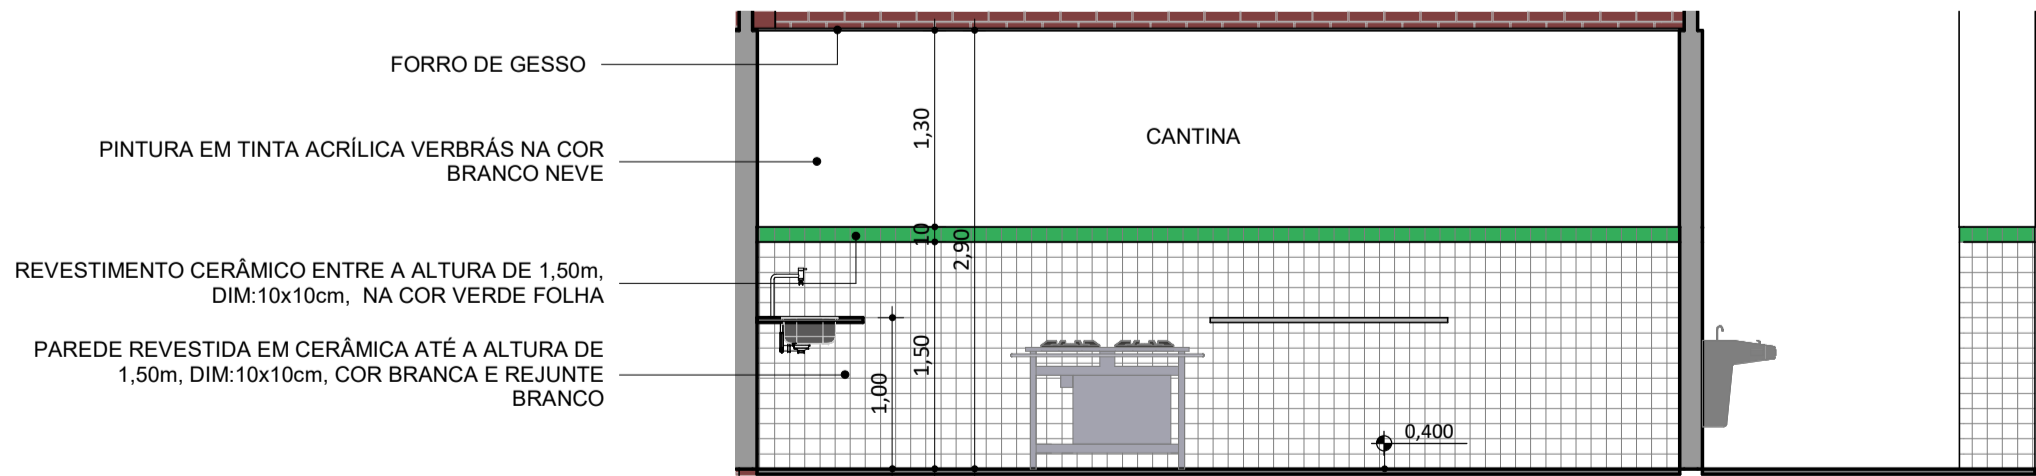 FORRO DE GESSO
PINTURA EM TINTA ACRÍLICA VERBRÁS NA COR
BRANCO NEVE
REVESTIMENTO CERÂMICO ENTRE A ALTURA DE 1,50m,
DIM:10x10cm, NA COR VERDE FOLHA
PAREDE REVESTIDA EM CERÂMICA ATÉ A ALTURA DE
1,50m, DIM:10x10cm, COR BRANCA E REJUNTE
BRANCO
1,30
10
2,90
1,50
1,00
CANTINA
0,400